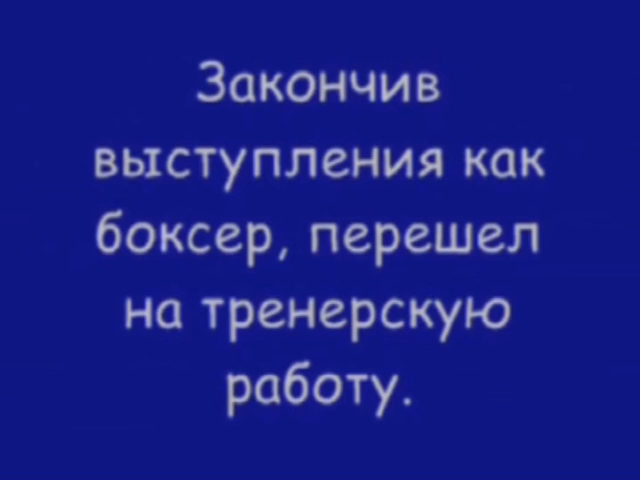 Закончив
выступления как
боксер, перешел
на тренерскую
работу.